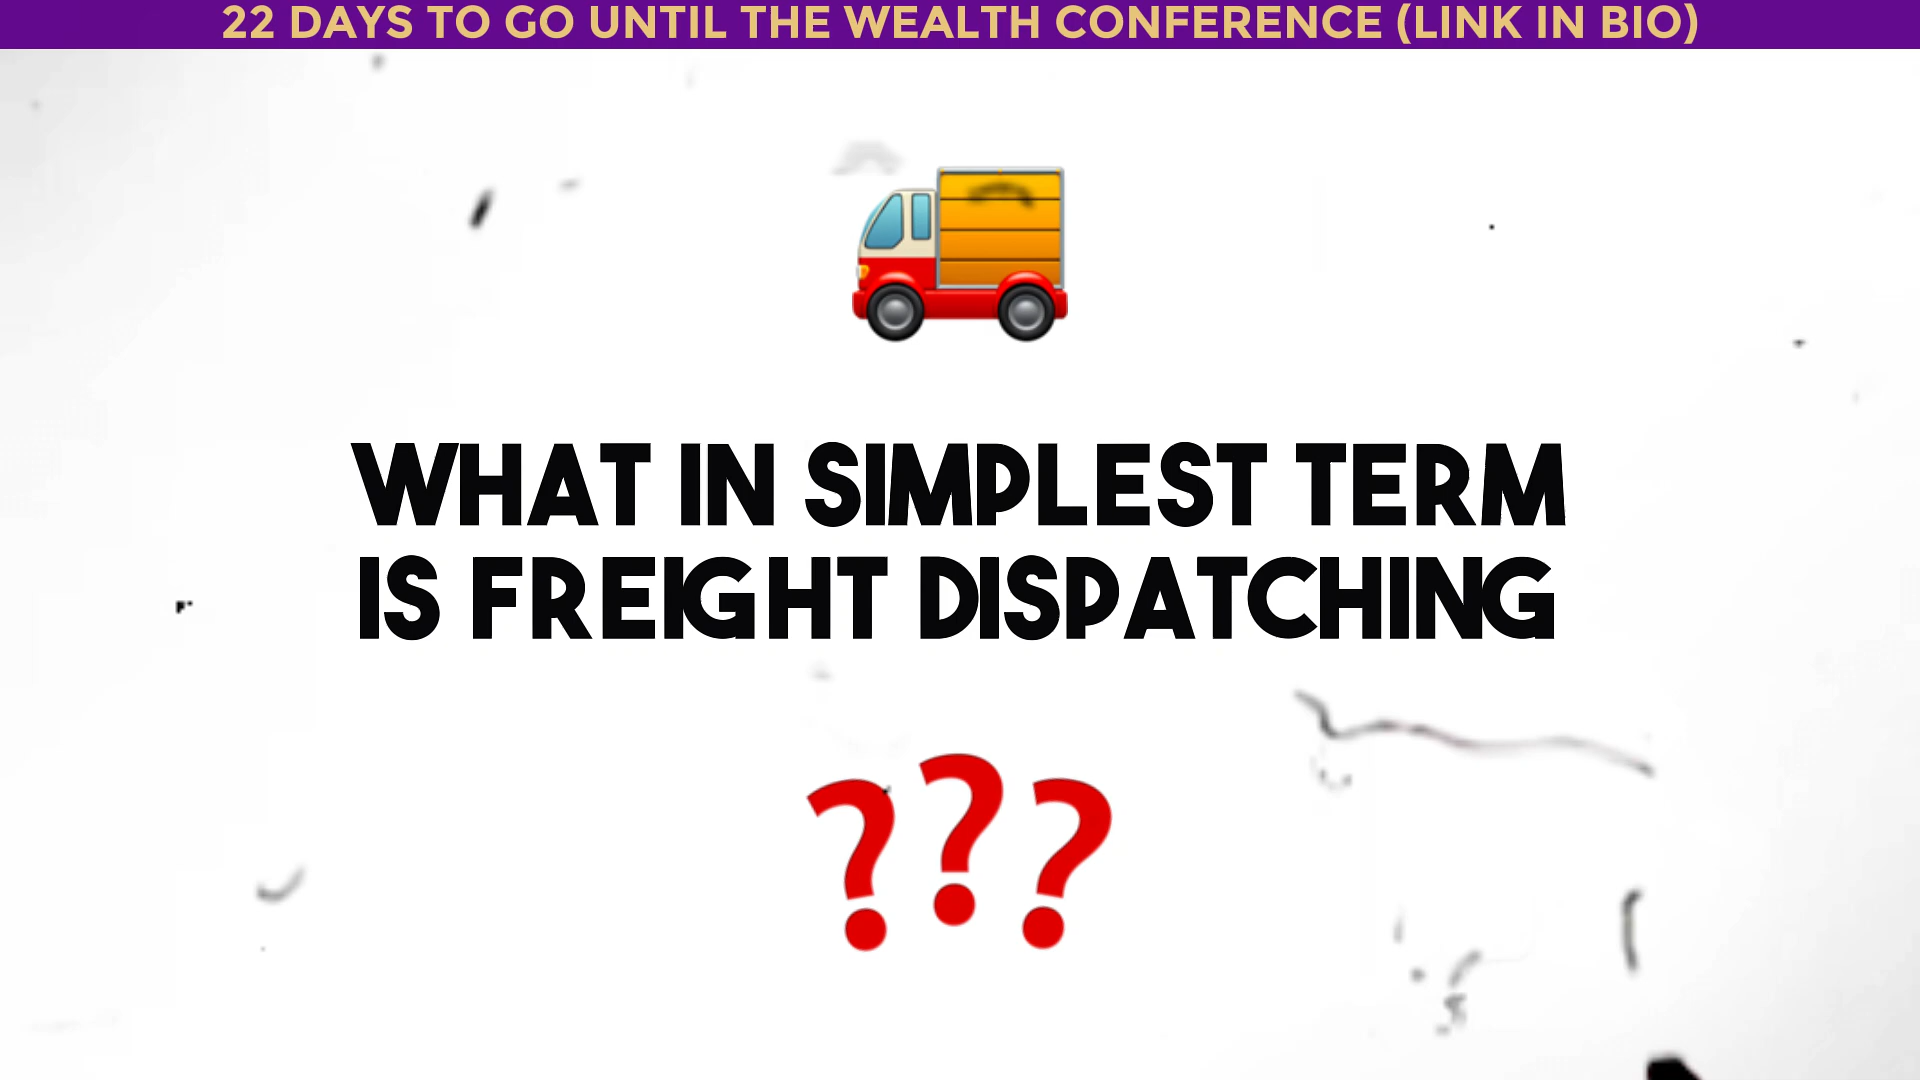 22 DAYS TO GO UNTIL THE WEALTH CONFERENCE (LINK IN BIO)
WHAT IN SIMPLEST TERM
IS FREIGHT DISPATCHING
???